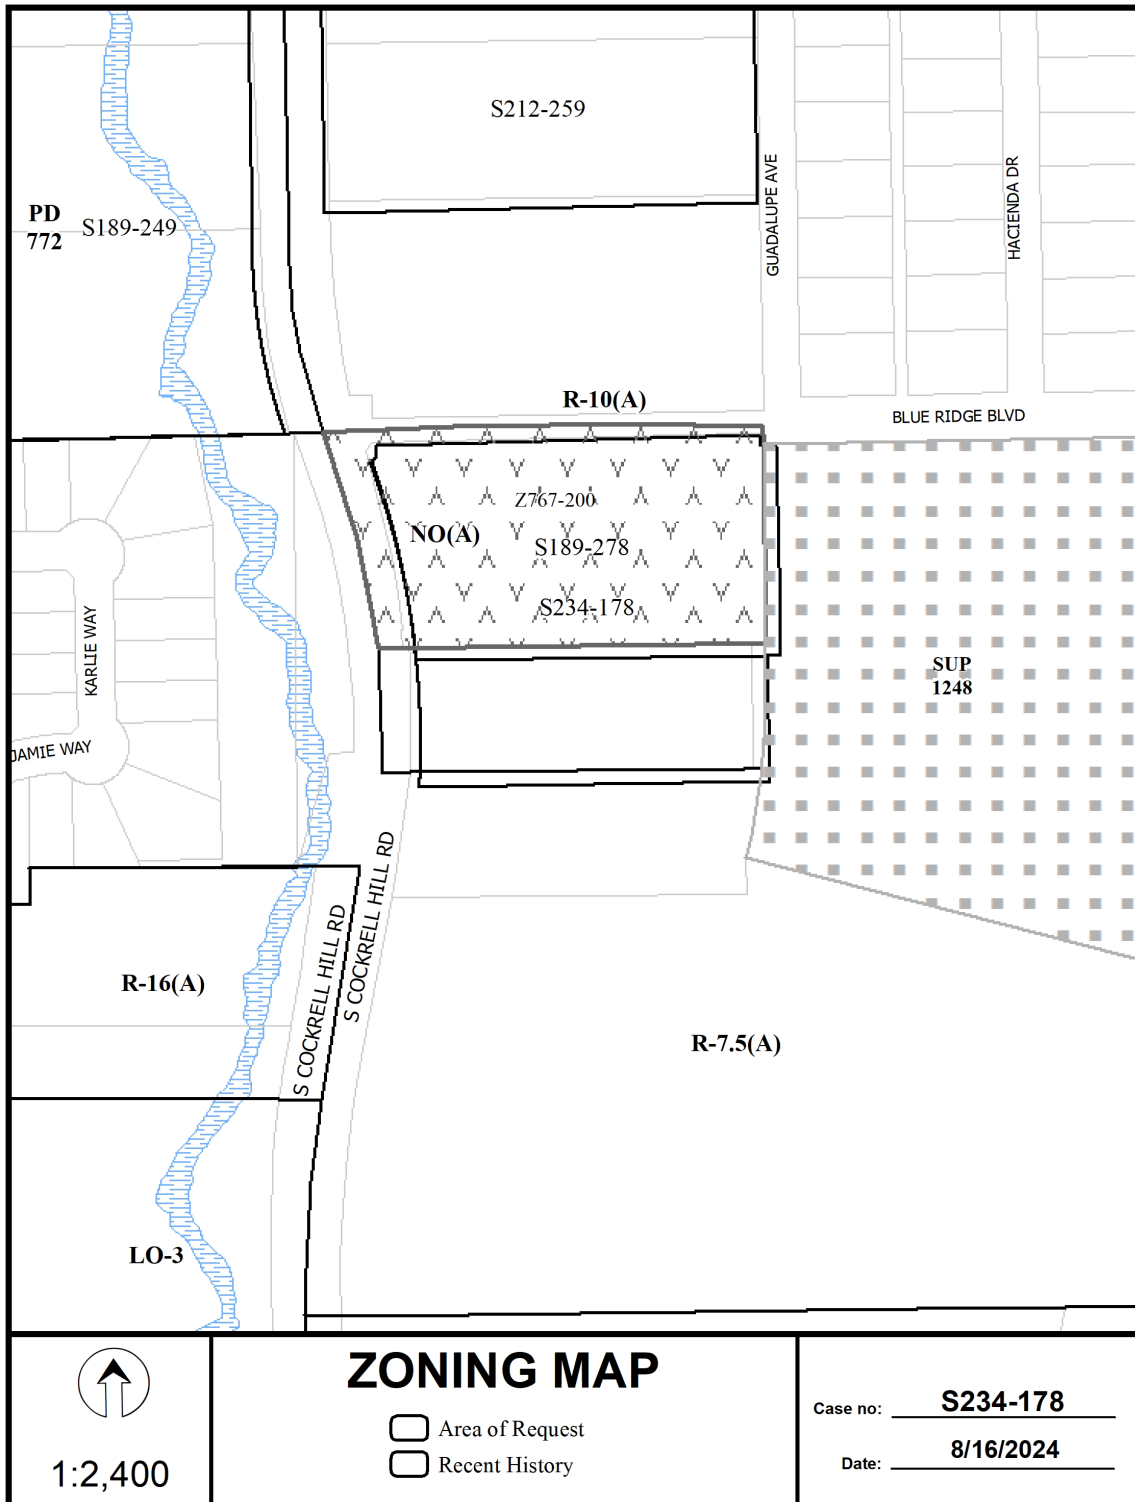 S212-259
GUADALUPE AVE
HACIENDA DR
PD
772
S189-249
R-10(A)
BLUE RIDGE BLVD
Z767-200
NO(A)
S189-278
S234-178
KARLIE WAY
SUP
1248
JAMIE WAY
S COCKRELL HILL RD
S COCKRELL HILL RD
R-16(A)
R-7.5(A)
LO-3
1:2,400
ZONING MAP
Area of Request
Recent History
Case no: S234-178
Date: 8/16/2024